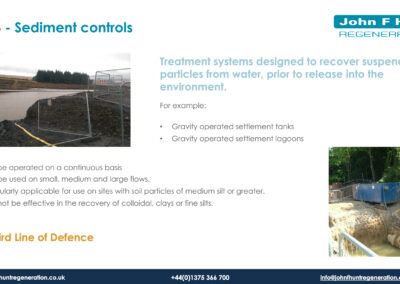 - Sediment controls
John F H
REGENERA
Treatment systems designed to recover suspen
particles from water, prior to release into the
environment.
For example:
• Gravity operated settlement tanks
• Gravity operated settlement lagoons
be operated on a continuous basis
be used on small, medium and large flows.
ularly applicable for use on sites with soil particles of medium silt or greater.
not be effective in the recovery of colloidal, clays or fine silts.
ird Line of Defence
fhuntregeneration.co.uk
+44(0)1375 366 700
info@johnfhuntregeneration.co